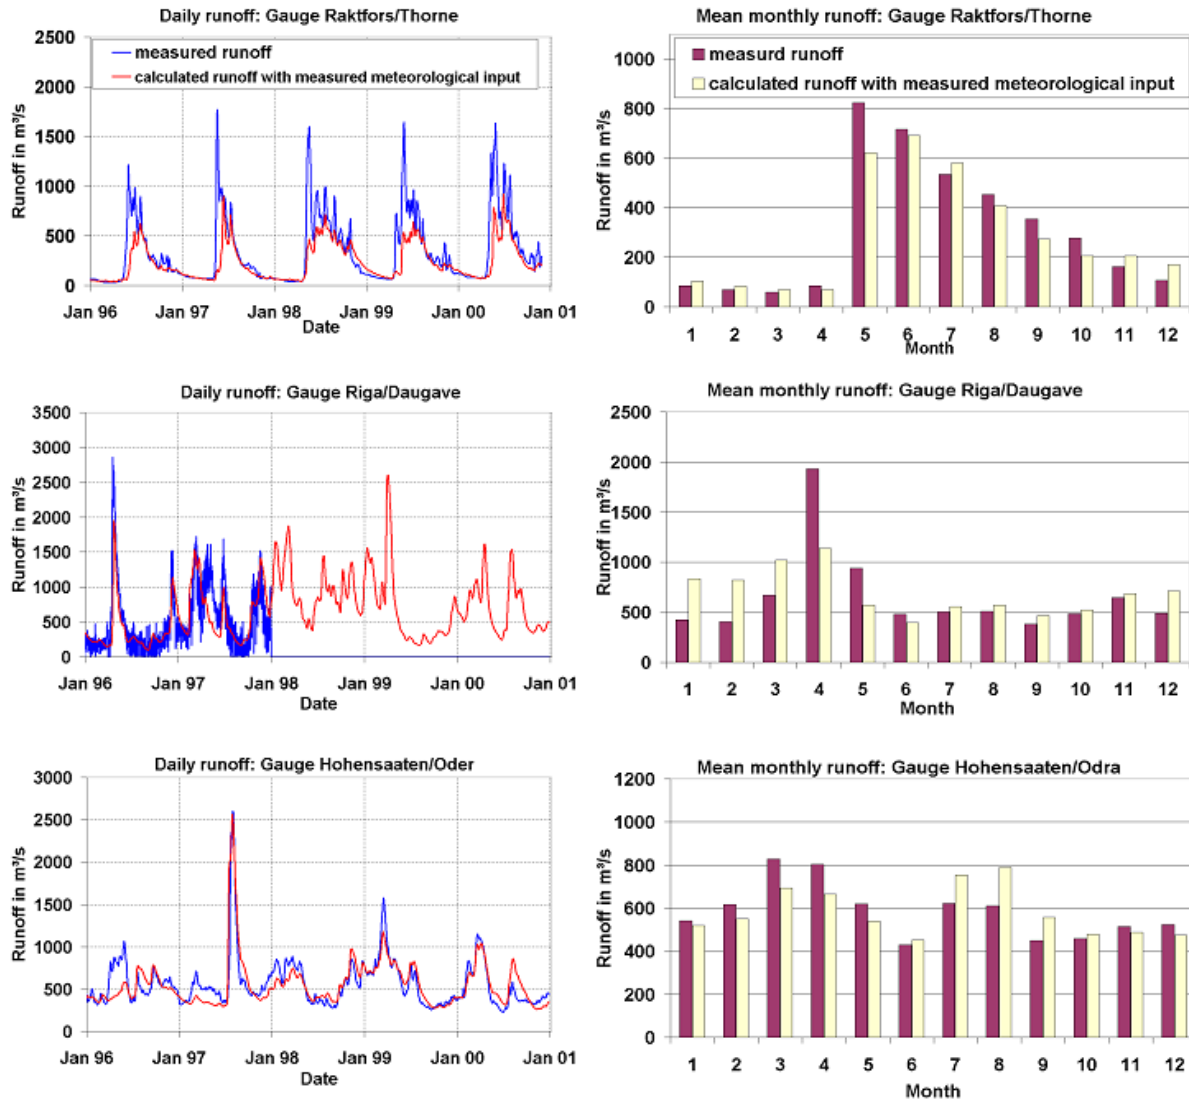 Daily runoff: Gauge Raktfors/Thorne
2500
2000
1500
1000
500
0
Runoff in m³/s
measured runoff
calculated runoff with measured meteorological input
Jan 96 Jan 97 Jan 98 Jan 99 Jan 00 Jan 01
Date
Mean monthly runoff: Gauge Raktfors/Thorne
1000
800
600
400
200
0
Runoff in m³/s
measurd runoff
calculated runoff with measured meteorological input
1 2 3 4 5 6 7 8 9 10 11 12
Month
Daily runoff: Gauge Riga/Daugave
3500
3000
2500
2000
1500
1000
500
0
Runoff in m³/s
Jan 96 Jan 97 Jan 98 Jan 99 Jan 00 Jan 01
Date
Mean monthly runoff: Gauge Riga/Daugave
2500
2000
1500
1000
500
0
Runoff in m³/s
1 2 3 4 5 6 7 8 9 10 11 12
Month
Daily runoff: Gauge Hohensaaten/Oder
3000
2500
2000
1500
1000
500
0
Runoff in m³/s
Jan 96 Jan 97 Jan 98 Jan 99 Jan 00 Jan 01
Date
Mean monthly runoff: Gauge Hohensaaten/Odra
1200
1000
800
600
400
200
0
Runoff in m³/s
1 2 3 4 5 6 7 8 9 10 11 12
Month